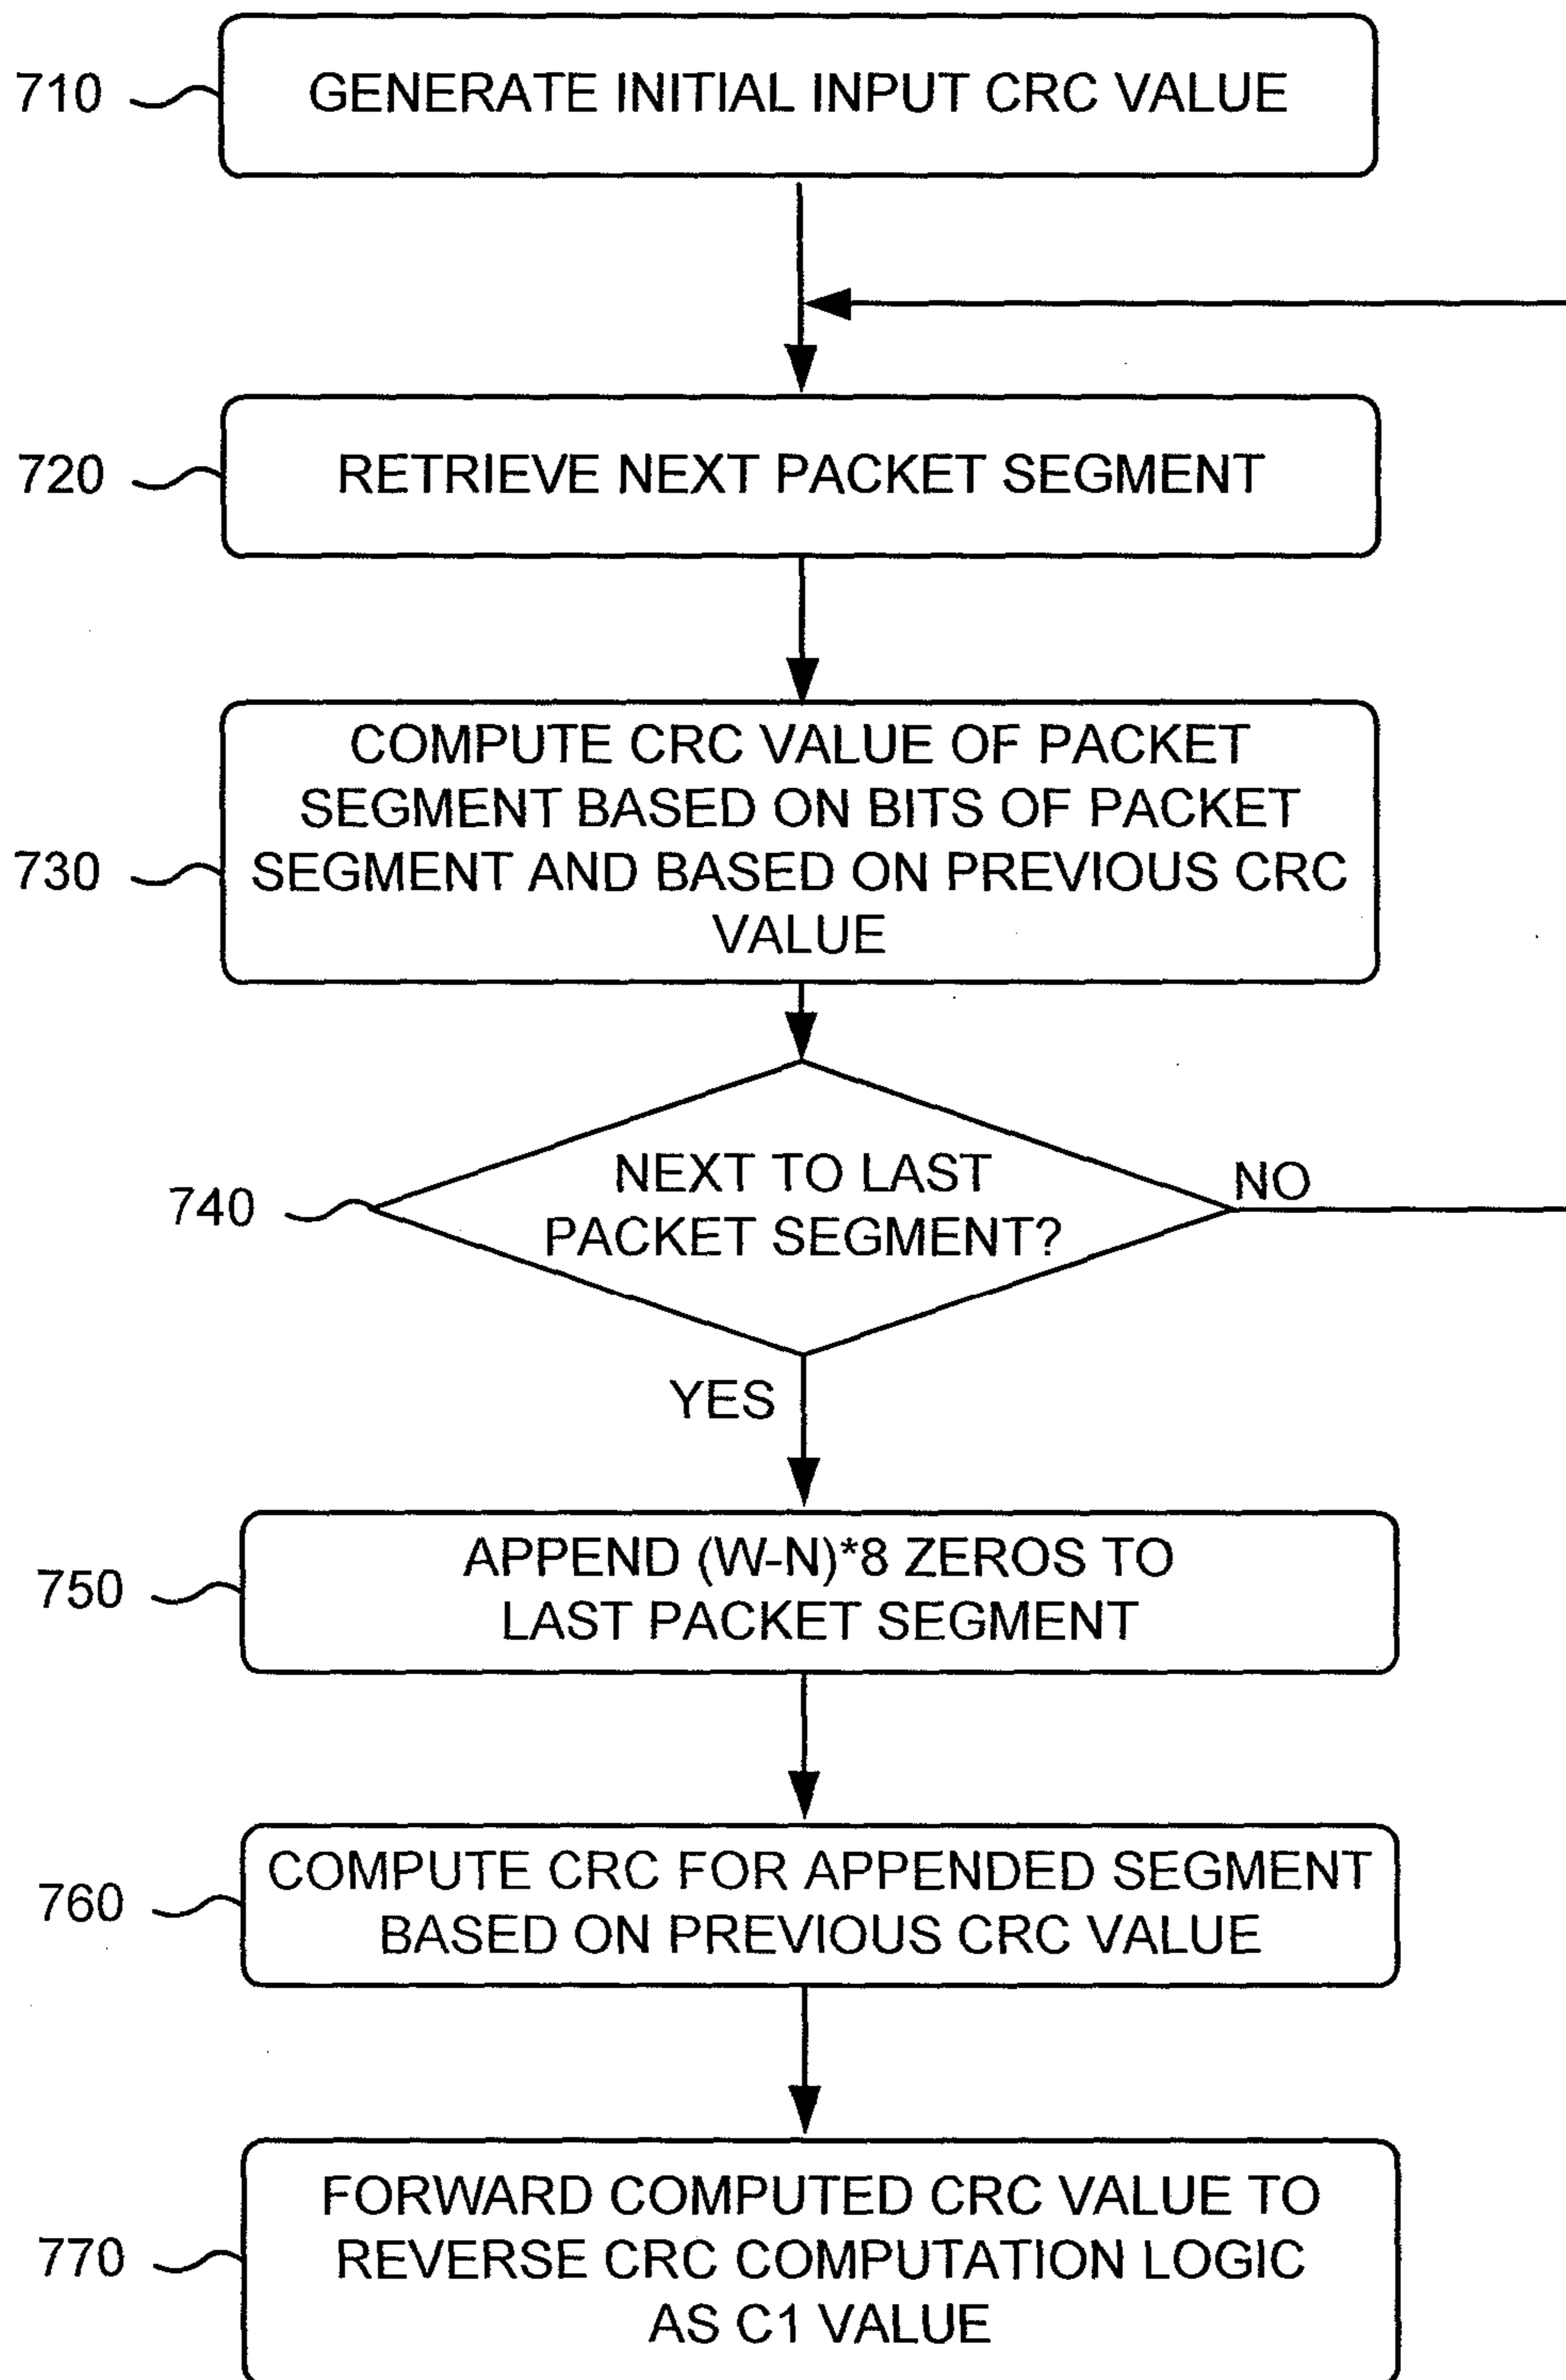 710
GENERATE INITIAL INPUT CRC VALUE
720
RETRIEVE NEXT PACKET SEGMENT
730
COMPUTE CRC VALUE OF PACKET
SEGMENT BASED ON BITS OF PACKET
SEGMENT AND BASED ON PREVIOUS CRC
VALUE
740
NEXT TO LAST
PACKET SEGMENT?
NO
YES
750
APPEND (W-N)*8 ZEROS TO
LAST PACKET SEGMENT
760
COMPUTE CRC FOR APPENDED SEGMENT
BASED ON PREVIOUS CRC VALUE
770
FORWARD COMPUTED CRC VALUE TO
REVERSE CRC COMPUTATION LOGIC
AS C1 VALUE